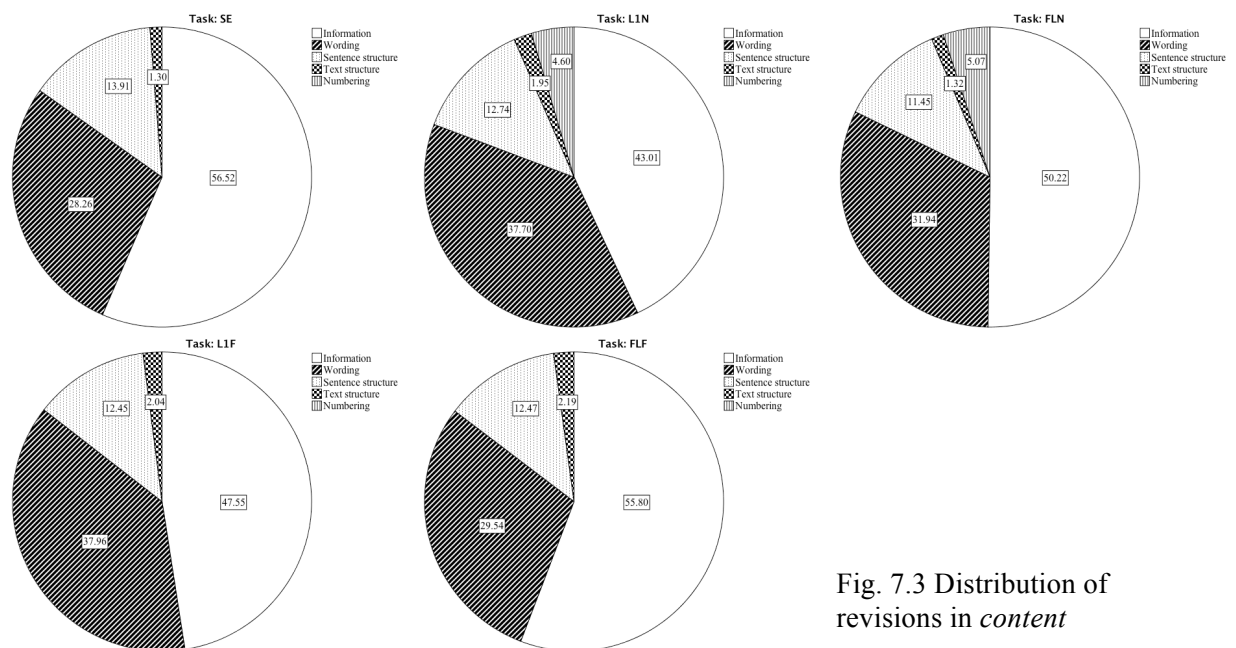 Task: SE
Information
Wording
Sentence structure
Text structure
Numbering
1.30
13.91
56.52
28.26
Task: L1N
Information
Wording
Sentence structure
Text structure
Numbering
4.60
1.95
12.74
43.01
37.70
Task: FLN
Information
Wording
Sentence structure
Text structure
Numbering
5.07
1.32
11.45
50.22
31.94
Task: L1F
Information
Wording
Sentence structure
Text structure
Numbering
2.04
12.45
47.55
37.96
Task: FLF
Information
Wording
Sentence structure
Text structure
Numbering
2.19
12.47
55.80
29.54
Fig. 7.3 Distribution of
revisions in content